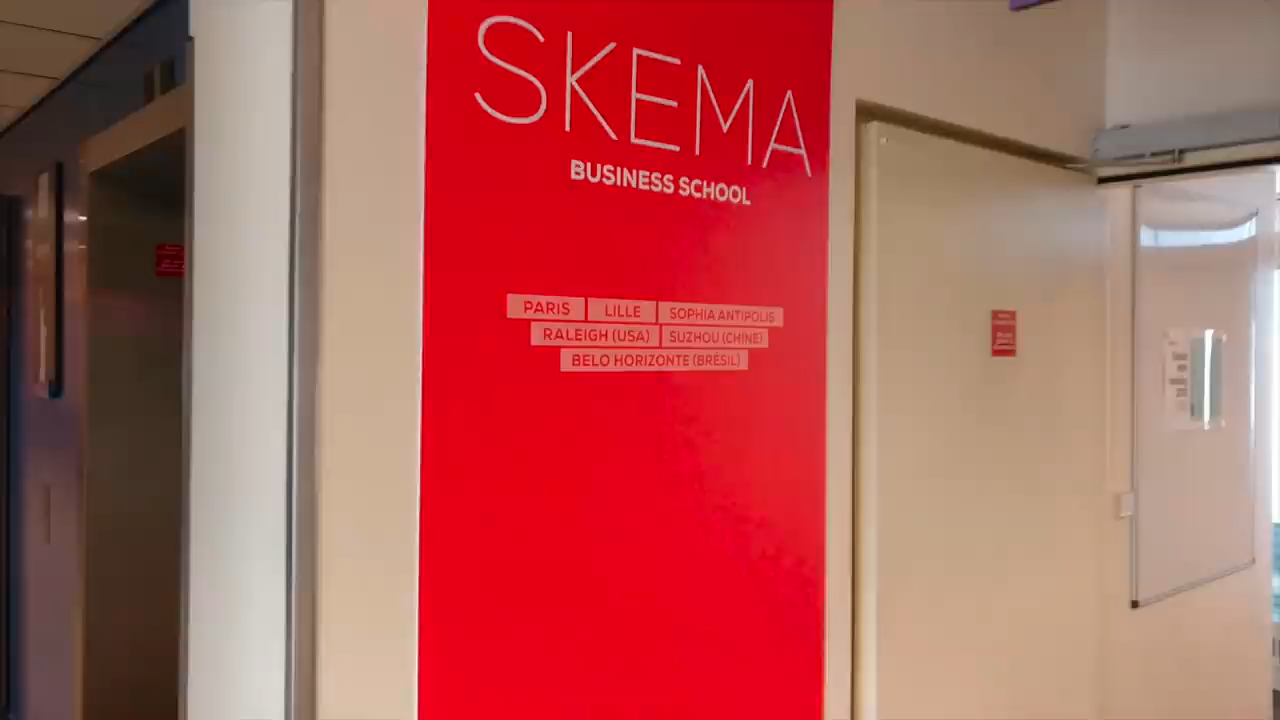 SKEMA
BUSINESS SCHOOL
PARIS LILLE SOPHIA ANTIPOLIS
RALEIGH (USA) SUZHOU (CHINE)
BELO HORIZONTE (BRÉSIL)